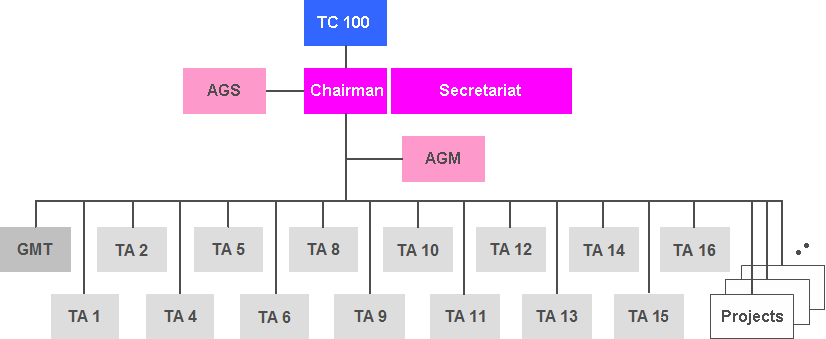 TC 100
AGS
Chairman
Secretariat
AGM
GMT
TA 2
TA 5
TA 8
TA 10
TA 12
TA 14
TA 16
TA 1
TA 4
TA 6
TA 9
TA 11
TA 13
TA 15
Projects